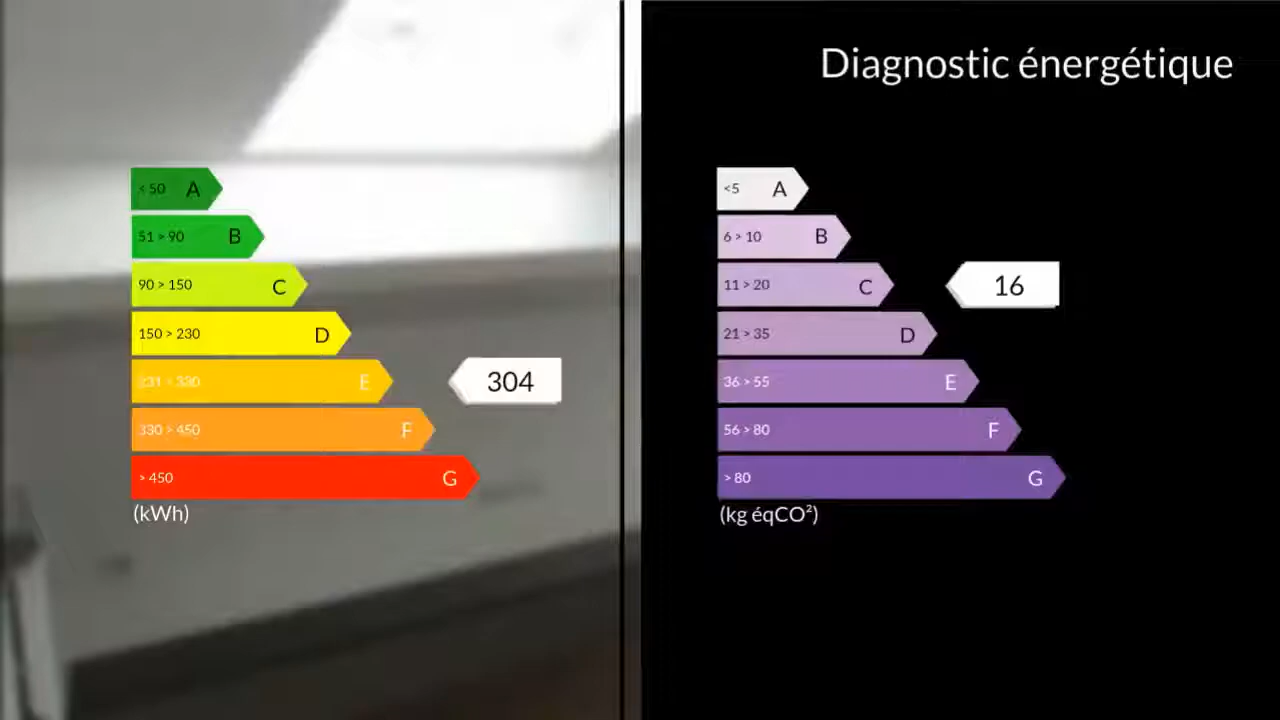 Diagnostic énergétique
< 50 A
51 > 90 B
90 > 150 C
150 > 230 D
231 > 330 E
304
330 > 450 F
> 450 G
(kWh)
<5 A
6 > 10 B
11 > 20 C
16
21 > 35 D
36 > 55 E
56 > 80 F
> 80 G
(kg éqCO²)